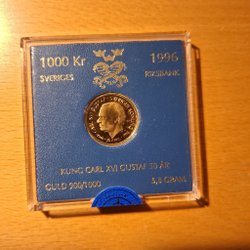 1000 Kr 1996
SVERIGES RIKSBANK
KUNG CARL XVI GUSTAF 50 ÅR
GULD 900/1000 5,8 GRAM